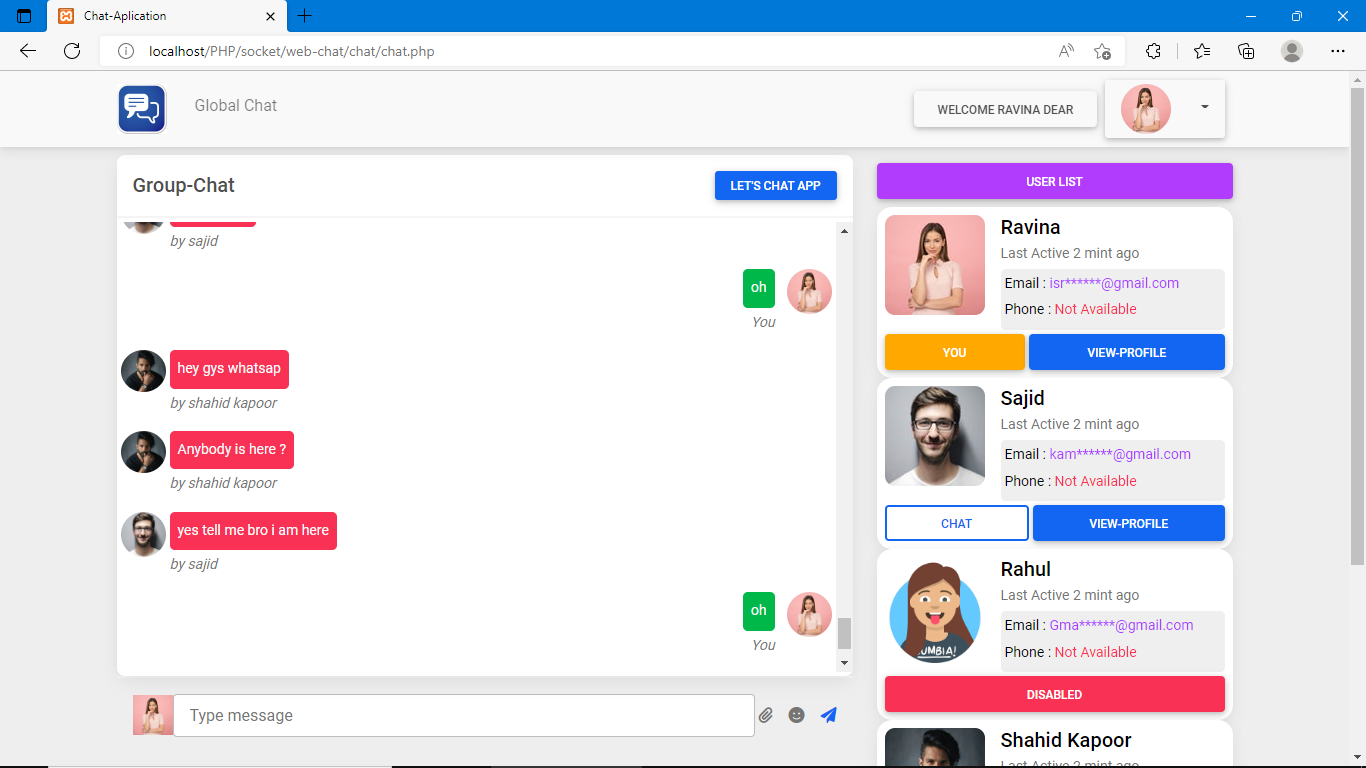 Chat-Aplication
localhost/PHP/socket/web-chat/chat/chat.php
Global Chat
WELCOME RAVINA DEAR
Group-Chat
LET'S CHAT APP
by sajid
oh
You
hey gys whatsap
by shahid kapoor
Anybody is here ?
by shahid kapoor
yes tell me bro i am here
by sajid
oh
You
Type message
USER LIST
Ravina
Last Active 2 mint ago
Email : isr******@gmail.com
Phone : Not Available
YOU
VIEW-PROFILE
Sajid
Last Active 2 mint ago
Email : kam******@gmail.com
Phone : Not Available
CHAT
VIEW-PROFILE
Rahul
Last Active 2 mint ago
Email : Gma******@gmail.com
Phone : Not Available
DISABLED
Shahid Kapoor
Last Active 2 mint ago